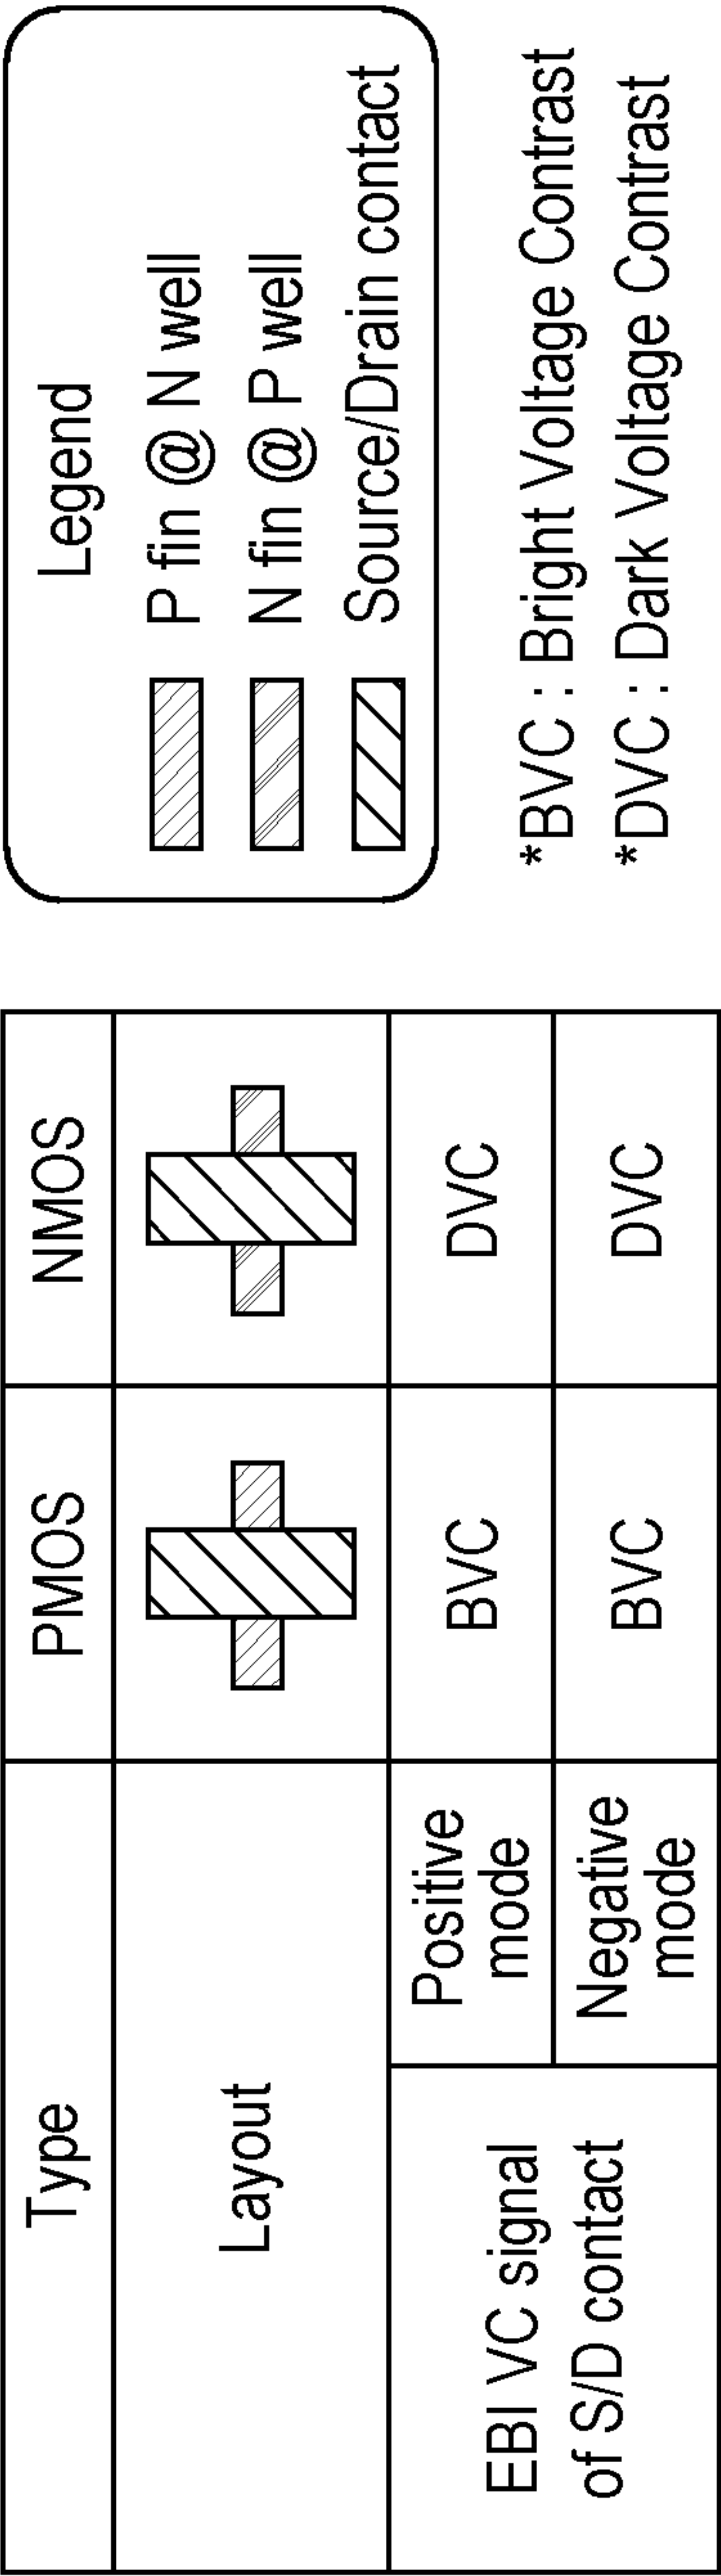 Type
PMOS
NMOS
Layout
EBI VC signal
of S/D contact
Positive
mode
BVC
DVC
Negative
mode
BVC
DVC
Legend
P fin @ N well
N fin @ P well
Source/Drain contact
*BVC : Bright Voltage Contrast
*DVC : Dark Voltage Contrast